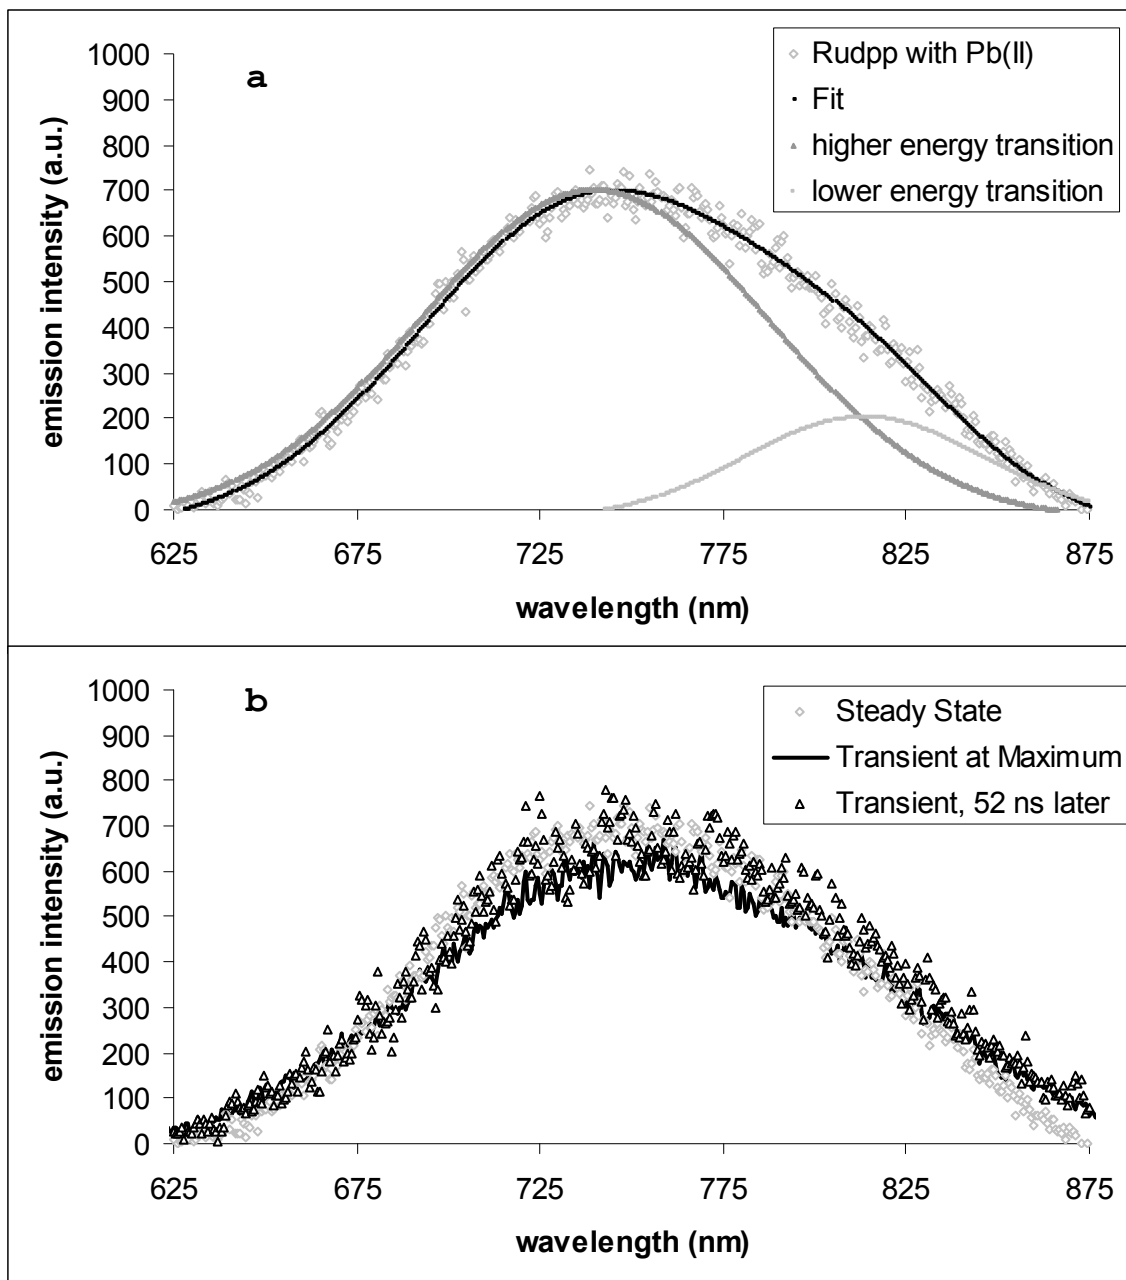 a
Rudpp with Pb(II)
Fit
higher energy transition
lower energy transition
emission intensity (a.u.)
1000
900
800
700
600
500
400
300
200
100
0
625 675 725 775 825 875
wavelength (nm)
b
Steady State
Transient at Maximum
Transient, 52 ns later
emission intensity (a.u.)
1000
900
800
700
600
500
400
300
200
100
0
625 675 725 775 825 875
wavelength (nm)